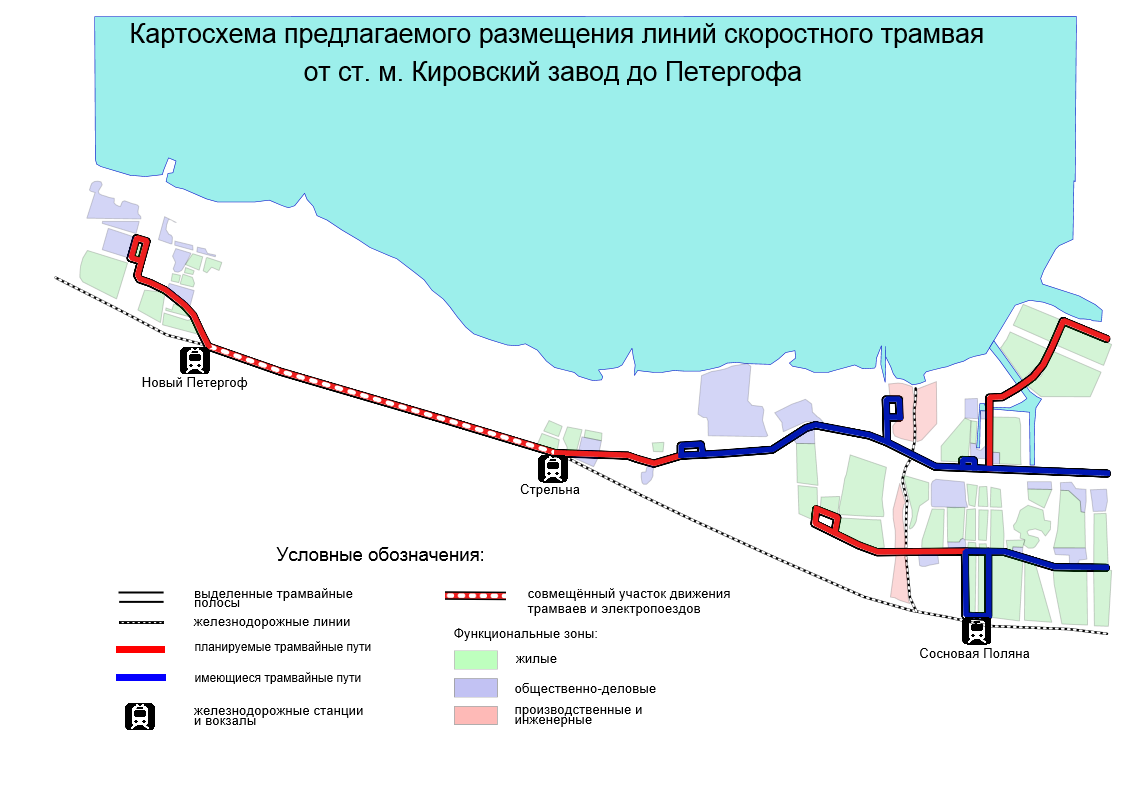 Картосхема предлагаемого размещения линий скоростного трамвая
от ст. м. Кировский завод до Петергофа
Новый Петергоф
Стрельна
Сосновая Поляна
Условные обозначения:
выделенные трамвайные
полосы
железнодорожные линии
планируемые трамвайные пути
имеющиеся трамвайные пути
железнодорожные станции
и вокзалы
совмещённый участок движения
трамваев и электропоездов
Функциональные зоны:
жилые
общественно-деловые
производственные и
инженерные